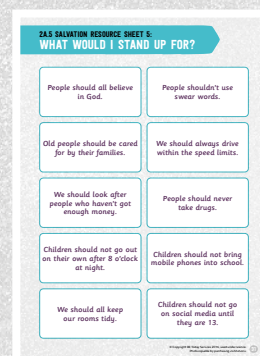 2A.5 SALVATION RESOURCE SHEET 5:
WHAT WOULD I STAND UP FOR?
People should all believe
in God.
People shouldn't use
swear words.
Old people should be cared
for by their families.
We should always drive
within the speed limits.
We should look after
people who haven't got
enough money.
People should never
take drugs.
Children should not go out
on their own after 8 o'clock
at night.
Children should not bring
mobile phones into school.
We should all keep
our rooms tidy.
Children should not go
on social media until
they are 13.